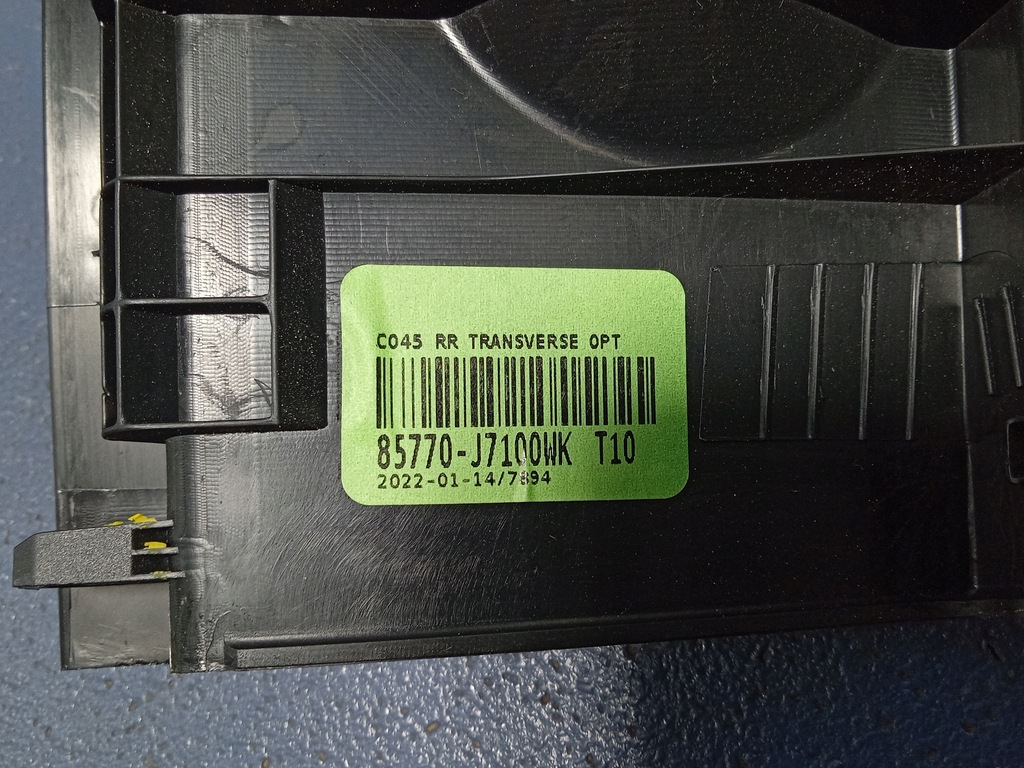 C045 RR TRANSVERSE OPT
85770-J7100WK T10
2022-01-14/7894